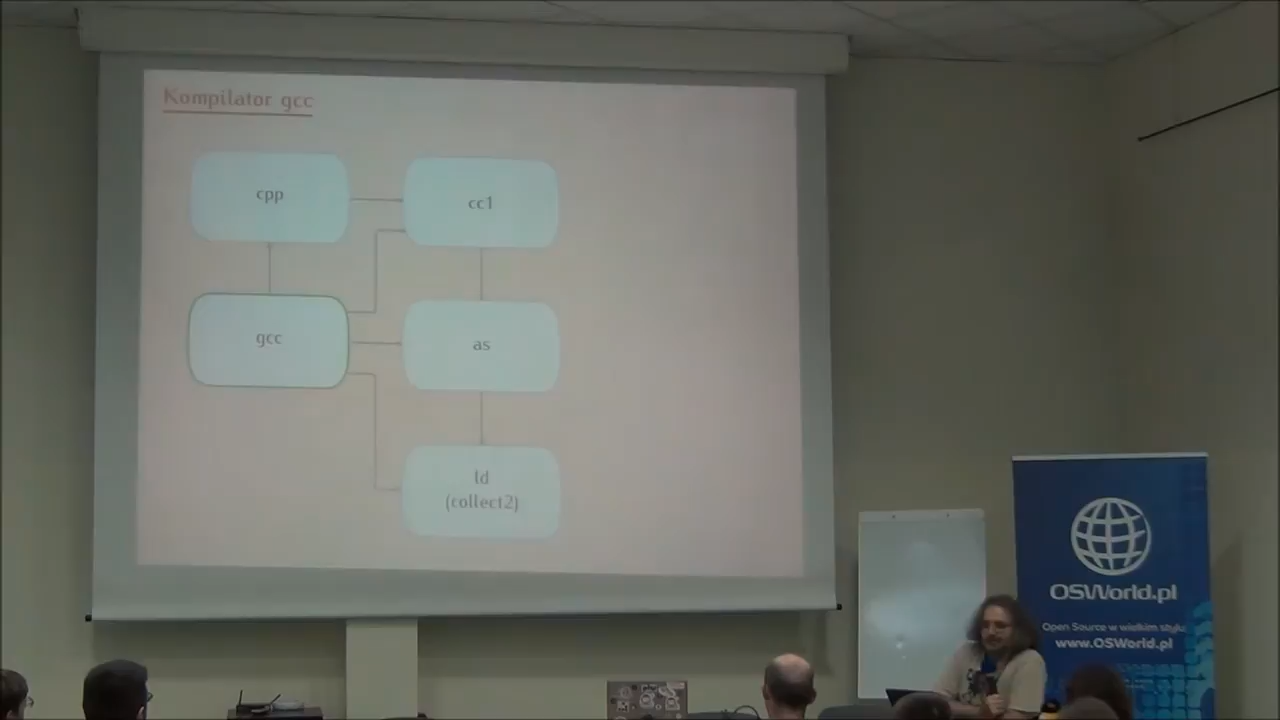 Kompilator gcc
cpp
cc1
gcc
as
ld
(collect2)
OSWorld.pl
Open Source w wielkim stylu
www.OSWorld.pl